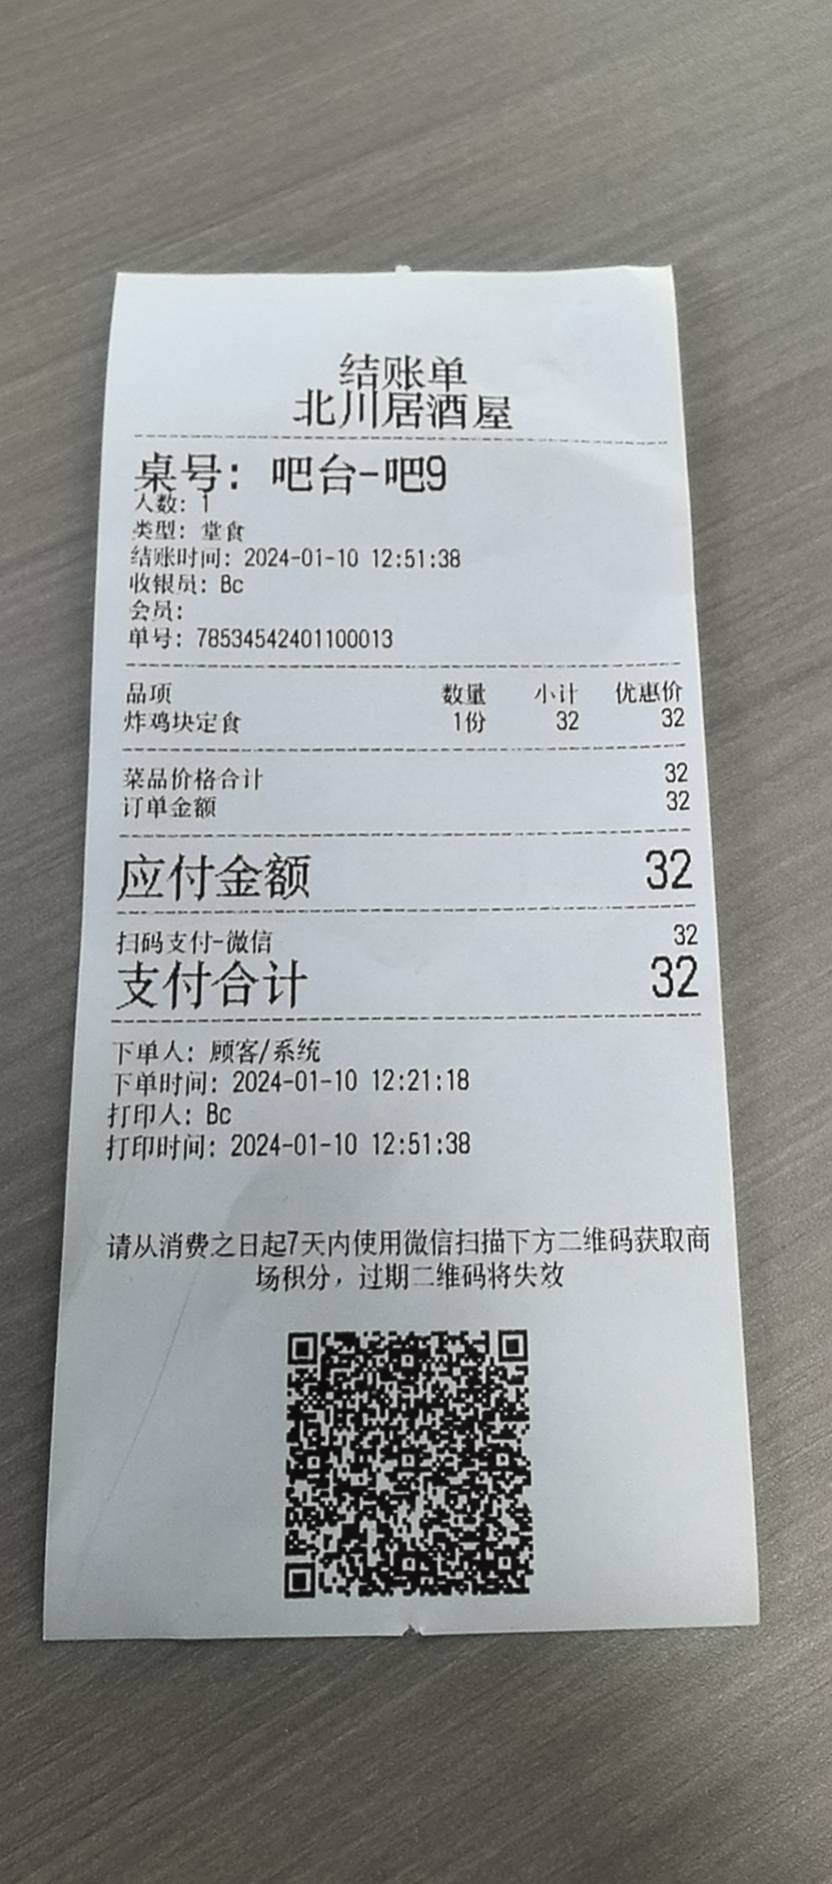 结账单
北川居酒屋
桌号: 吧台-吧9
人数: 1
类型: 堂食
结账时间: 2024-01-10 12:51:38
收银员: Bc
会员:
单号: 78534542401100013
品项 数量 小计 优惠价
炸鸡块定食 1份 32 32
菜品价格合计 32
订单金额 32
应付金额 32
扫码支付-微信 32
支付合计 32
下单人: 顾客/系统
下单时间: 2024-01-10 12:21:18
打印人: Bc
打印时间: 2024-01-10 12:51:38
请从消费之日起7天内使用微信扫描下方二维码获取商
场积分，过期二维码将失效